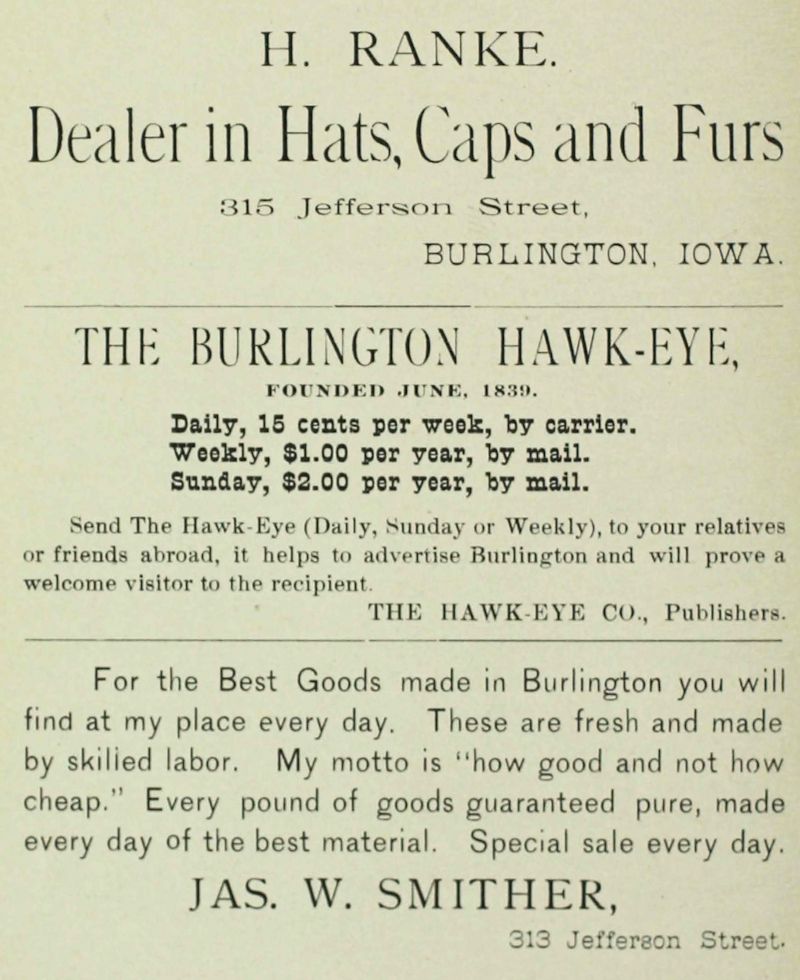 H. RANKE.
Dealer in Hats, Caps and Furs
315 Jefferson Street,
BURLINGTON, IOWA.
THE BURLINGTON HAWK-EYE,
FOUNDED JUNE, 1839.
Daily, 15 cents per week, by carrier.
Weekly, $1.00 per year, by mail.
Sunday, $2.00 per year, by mail.
Send The Hawk-Eye (Daily, Sunday or Weekly), to your relatives
or friends abroad, it helps to advertise Burlington and will prove a
welcome visitor to the recipient.
THE HAWK-EYE CO., Publishers.
For the Best Goods made in Burlington you will
find at my place every day. These are fresh and made
by skilied labor. My motto is "how good and not how
cheap." Every pound of goods guaranteed pure, made
every day of the best material. Special sale every day.
JAS. W. SMITHER,
313 Jefferson Street.